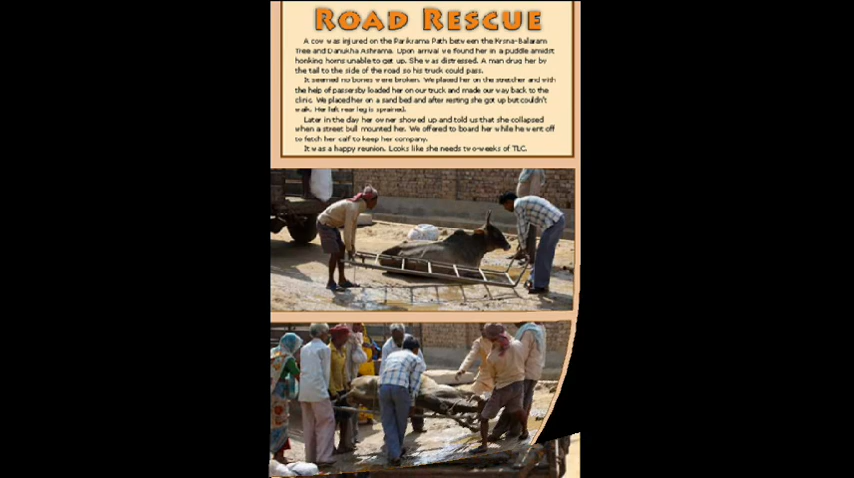 ROAD RESCUE
A cow was injured on the Parikrama Path between the Krsna-Balaram
Tree and Danukha Ashrama. Upon arrival we found her in a puddle amidst
honking horns unable to get up. She was distressed. A man drug her by
the tail to the side of the road so his truck could pass.
It seemed no bones were broken. We placed her on the stretcher and with
the help of passersby loaded her on our truck and made our way back to the
clinic. We placed her on a sand bed and after resting she got up but couldn't
walk. Her left rear leg is sprained.
Later in the day her owner showed up and told us that she collapsed
when a street bull mounted her. We offered to board her while he went off
to fetch her calf to keep her company.
It was a happy reunion. Looks like she needs two-weeks of TLC.